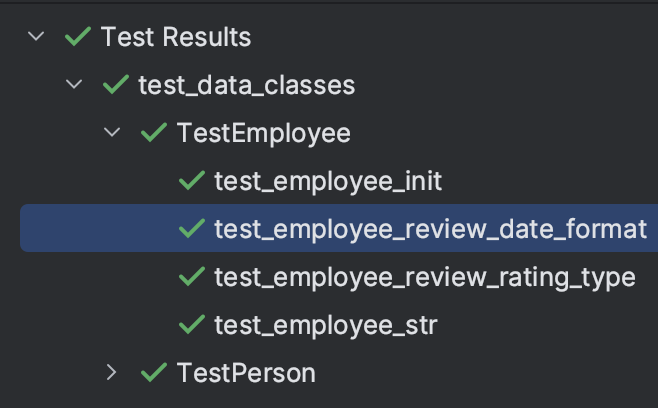 Test Results
test_data_classes
TestEmployee
test_employee_init
test_employee_review_date_format
test_employee_review_rating_type
test_employee_str
TestPerson